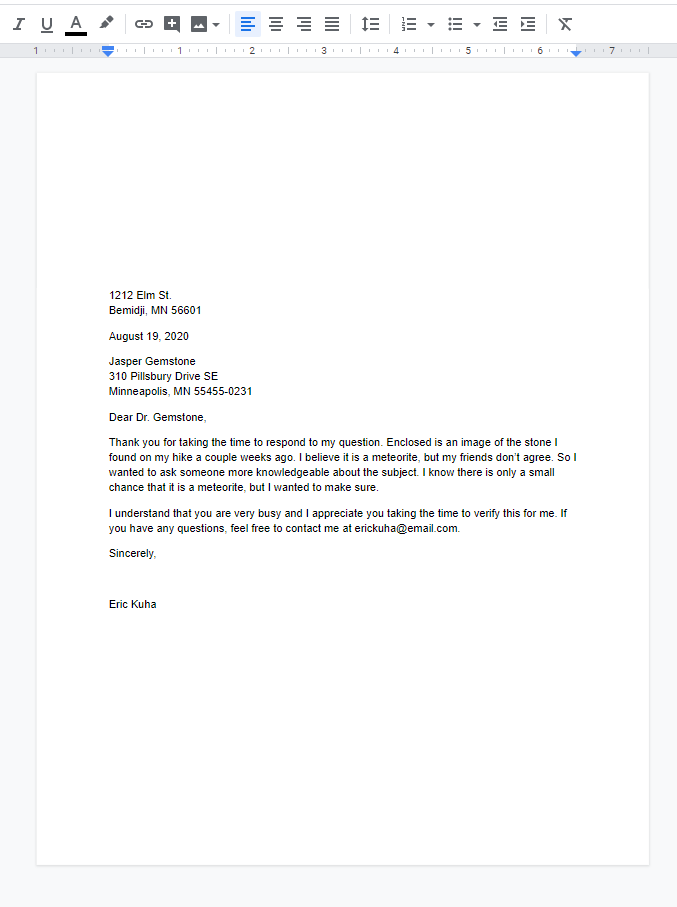 U A
1 1 2 3 4 5 6 7
1212 Elm St.
Bemidji, MN 56601
August 19, 2020
Jasper Gemstone
310 Pillsbury Drive SE
Minneapolis, MN 55455-0231
Dear Dr. Gemstone,
Thank you for taking the time to respond to my question. Enclosed is an image of the stone I
found on my hike a couple weeks ago. I believe it is a meteorite, but my friends don’t agree. So I
wanted to ask someone more knowledgeable about the subject. I know there is only a small
chance that it is a meteorite, but I wanted to make sure.
I understand that you are very busy and I appreciate you taking the time to verify this for me. If
you have any questions, feel free to contact me at erickuha@email.com.
Sincerely,
Eric Kuha